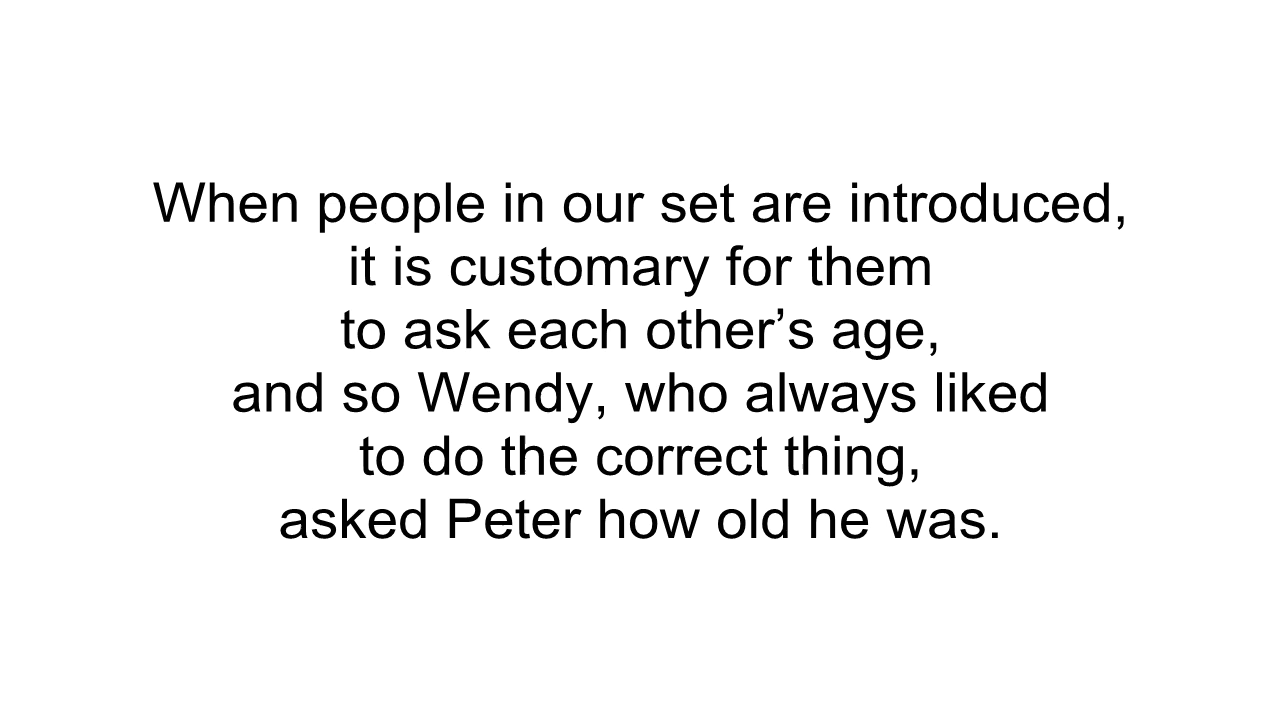 When people in our set are introduced,
it is customary for them
to ask each other’s age,
and so Wendy, who always liked
to do the correct thing,
asked Peter how old he was.